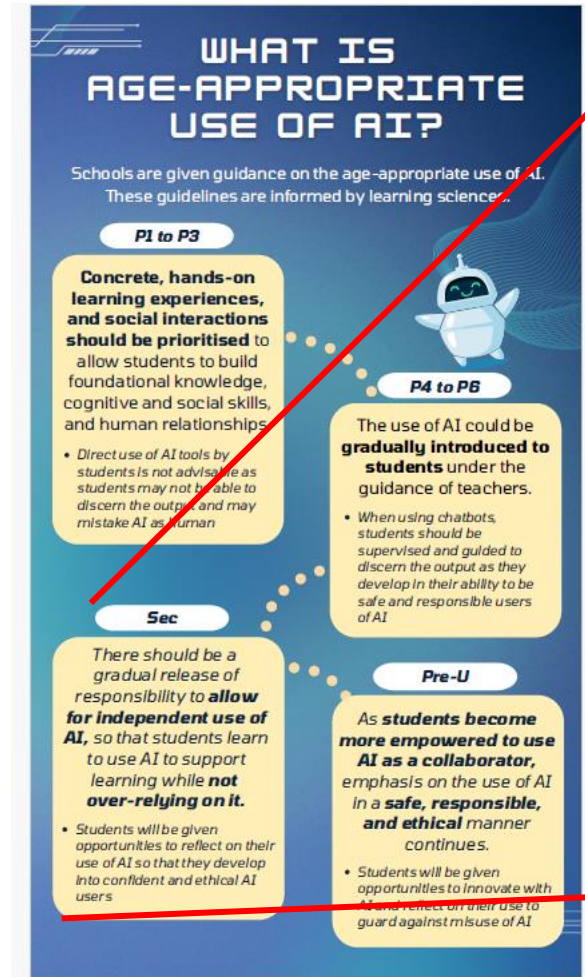 WHAT IS
AGE-APPROPRIATE
USE OF AI?
Schools are given guidance on the age-appropriate use of AI.
These guidelines are informed by learning sciences.
P1 to P3
Concrete, hands-on
learning experiences,
and social interactions
should be prioritised to
allow students to build
foundational knowledge,
cognitive and social skills,
and human relationships
• Direct use of AI tools by
students is not advisable as
students may not be able to
discern the output and may
mistake AI as human
P4 to P6
The use of AI could be
gradually introduced to
students under the
guidance of teachers.
• When using chatbots,
students should be
supervised and guided to
discern the output as they
develop in their ability to be
safe and responsible users
of AI
Sec
There should be a
gradual release of
responsibility to allow
for independent use of
AI, so that students learn
to use AI to support
learning while not
over-relying on it.
• Students will be given
opportunities to reflect on their
use of AI so that they develop
into confident and ethical AI
users
Pre-U
As students become
more empowered to use
AI as a collaborator,
emphasis on the use of AI
in a safe, responsible,
and ethical manner
continues.
• Students will be given
opportunities to innovate with
AI and reflect on their use to
guard against misuse of AI